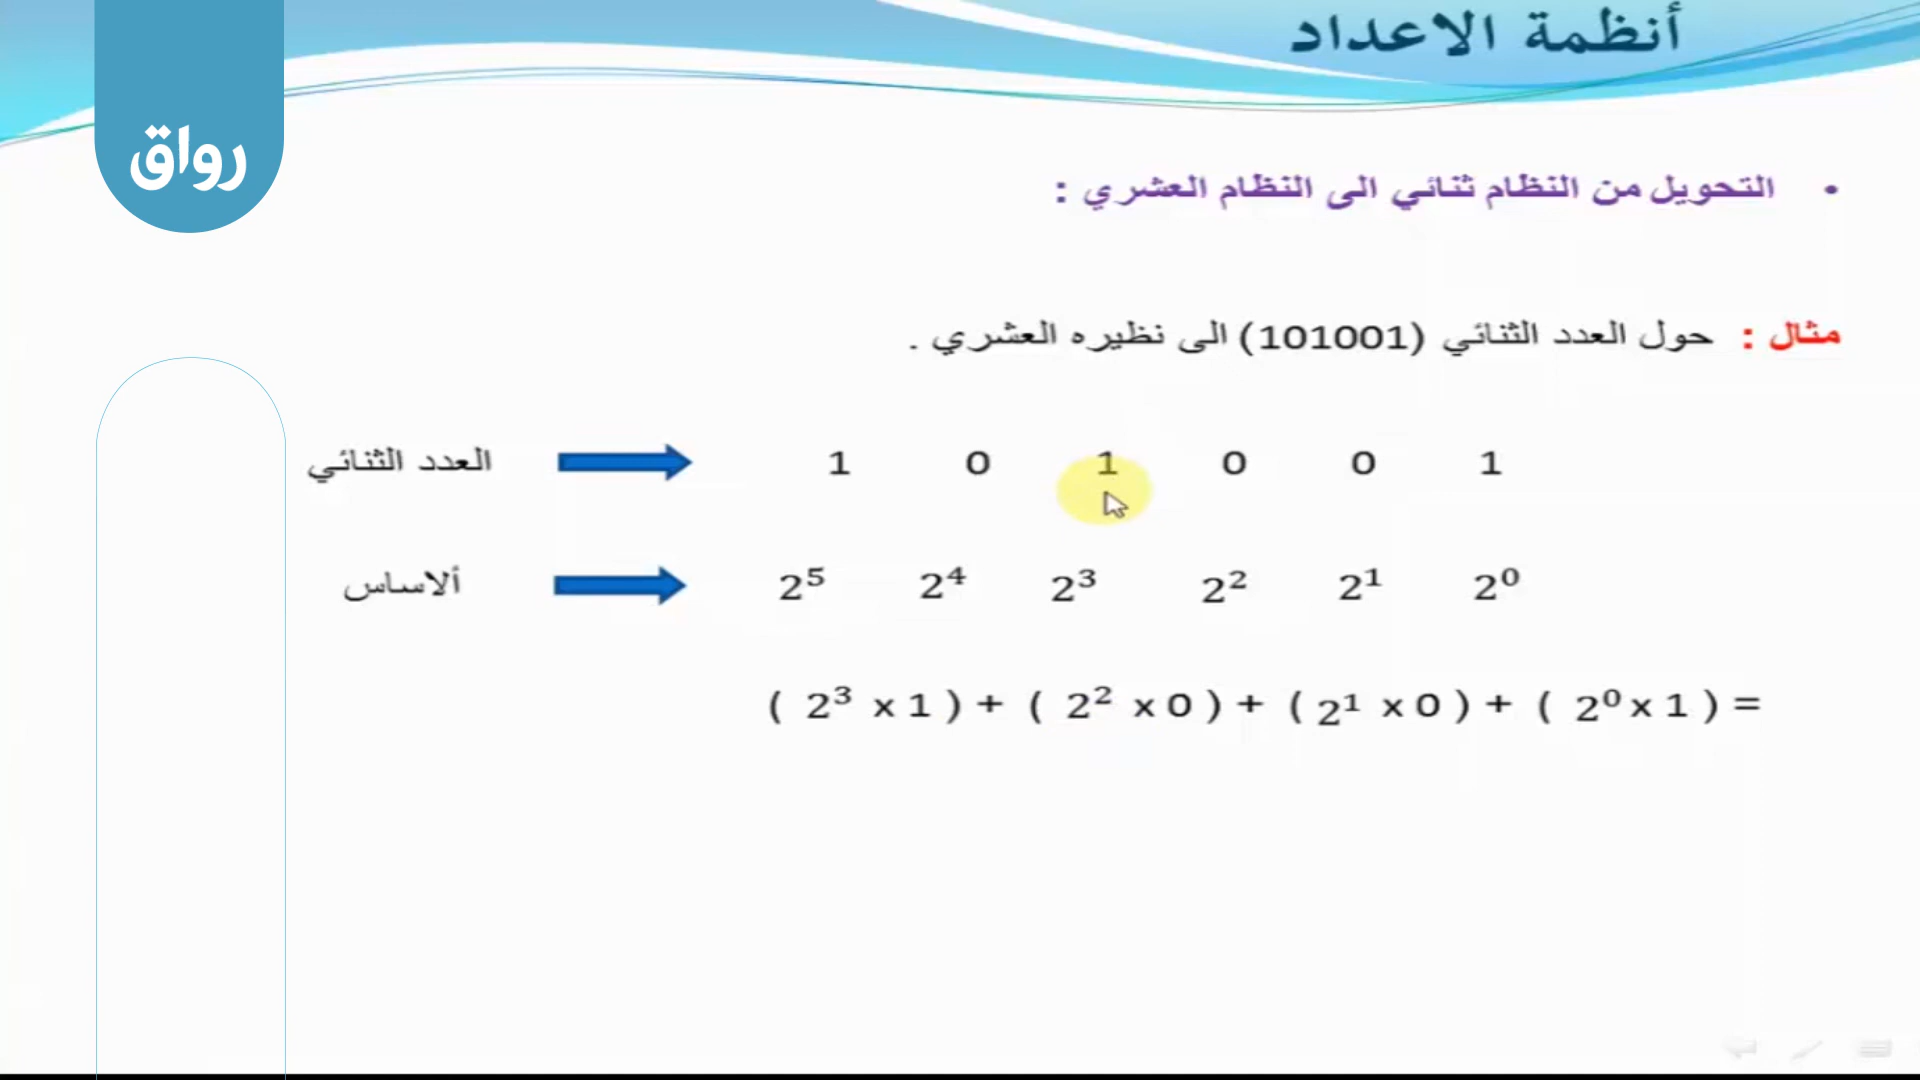 أنظمة الاعداد
رواق
• التحويل من النظام ثنائي الى النظام العشري :
مثال : حول العدد الثنائي (101001) الى نظيره العشري .
العدد الثنائي 1 0 1 0 0 1
ألاساس 2⁵ 2⁴ 2³ 2² 2¹ 2⁰
( 2³ x 1 ) + ( 2² x 0 ) + ( 2¹ x 0 ) + ( 2⁰ x 1 ) =